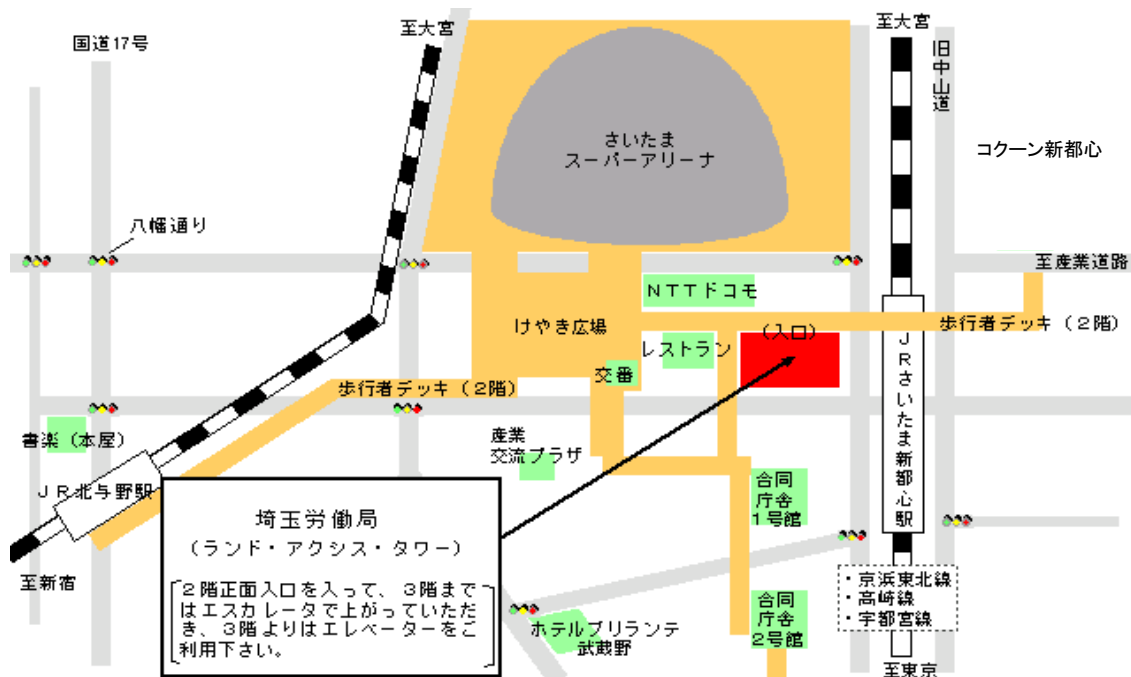 至大宮
国道17号
至大宮
旧中山道
さいたま
スーパーアリーナ
コクーン新都心
八幡通り
至産業道路
NTTドコモ
けやき広場
(入口)
歩行者デッキ(2階)
レストラン
交番
歩行者デッキ(2階)
JRさいたま新都心駅
書楽(本屋)
産業
交流プラザ
JR北与野駅
合同
庁舎
1号館
埼玉労働局
(ランド・アクシス・タワー)
2階正面入口を入って、3階まで
はエスカレータで上がっていただ
き、3階よりはエレベーターをご
利用下さい。
至新宿
・京浜東北線
・高崎線
・宇都宮線
合同
庁舎
2号館
ホテルブリランテ
武蔵野
至東京